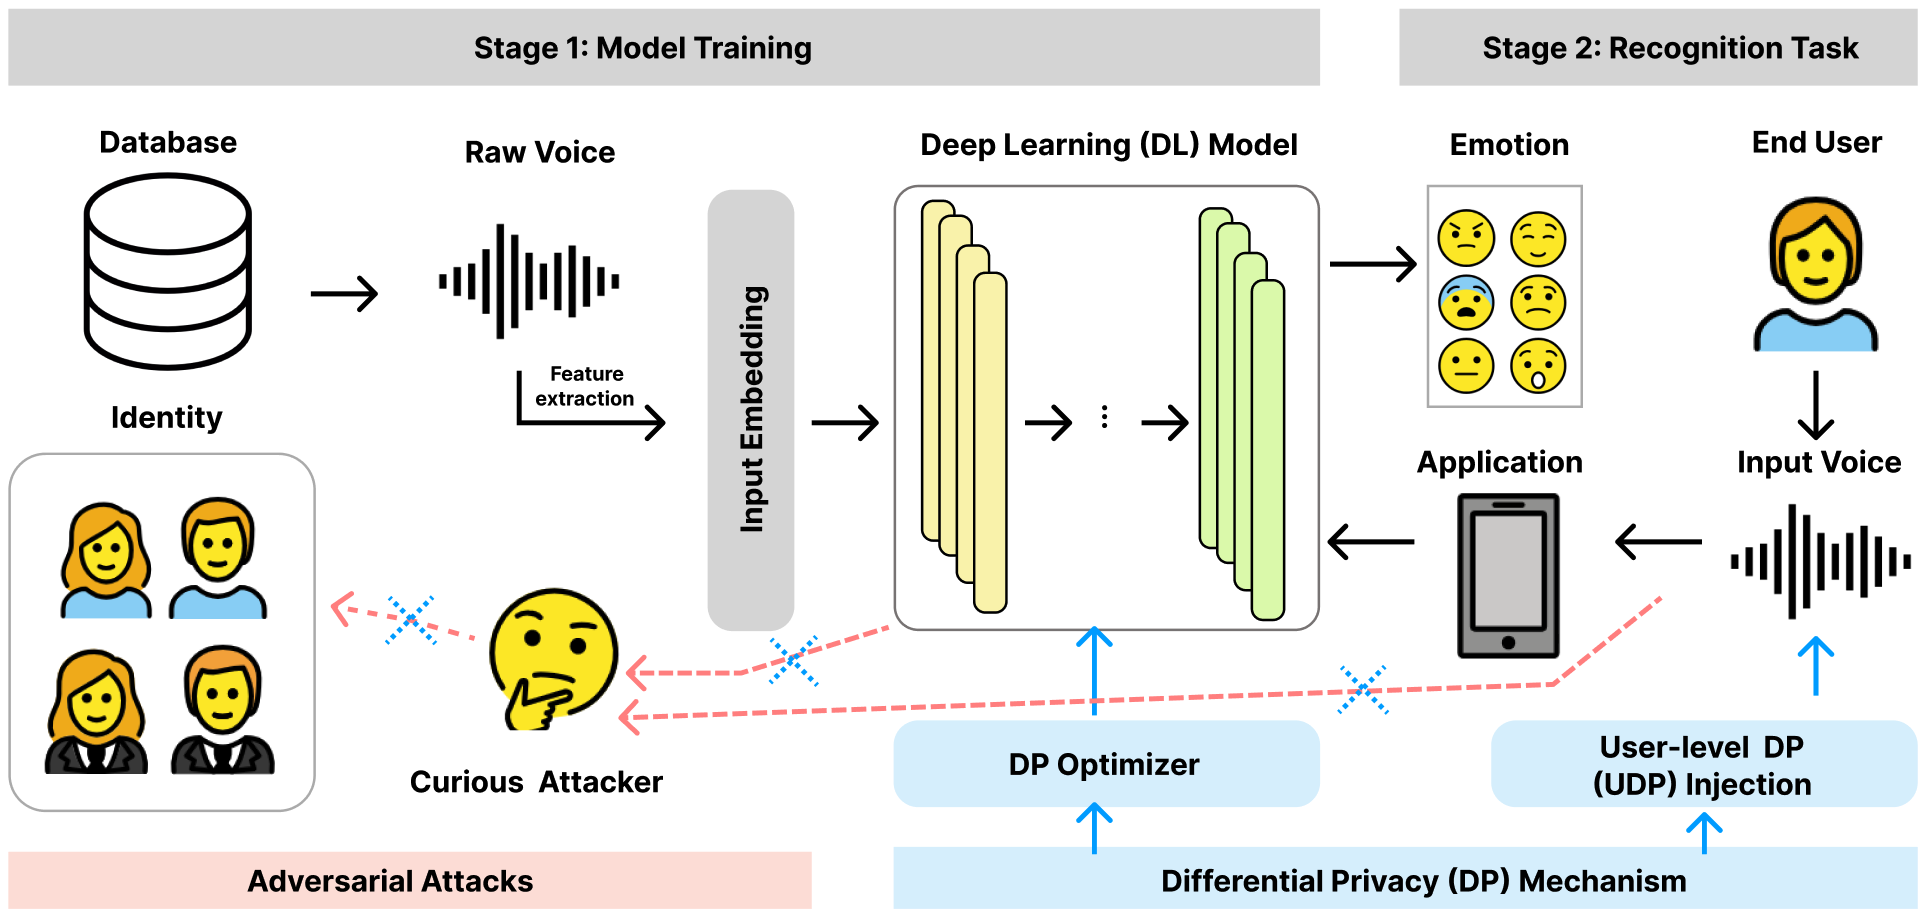 Stage 1: Model Training
Stage 2: Recognition Task
Database
Raw Voice
Deep Learning (DL) Model
Emotion
End User
Feature
extraction
Input Embedding
Identity
Application
Input Voice
Curious Attacker
DP Optimizer
User-level DP
(UDP) Injection
Adversarial Attacks
Differential Privacy (DP) Mechanism